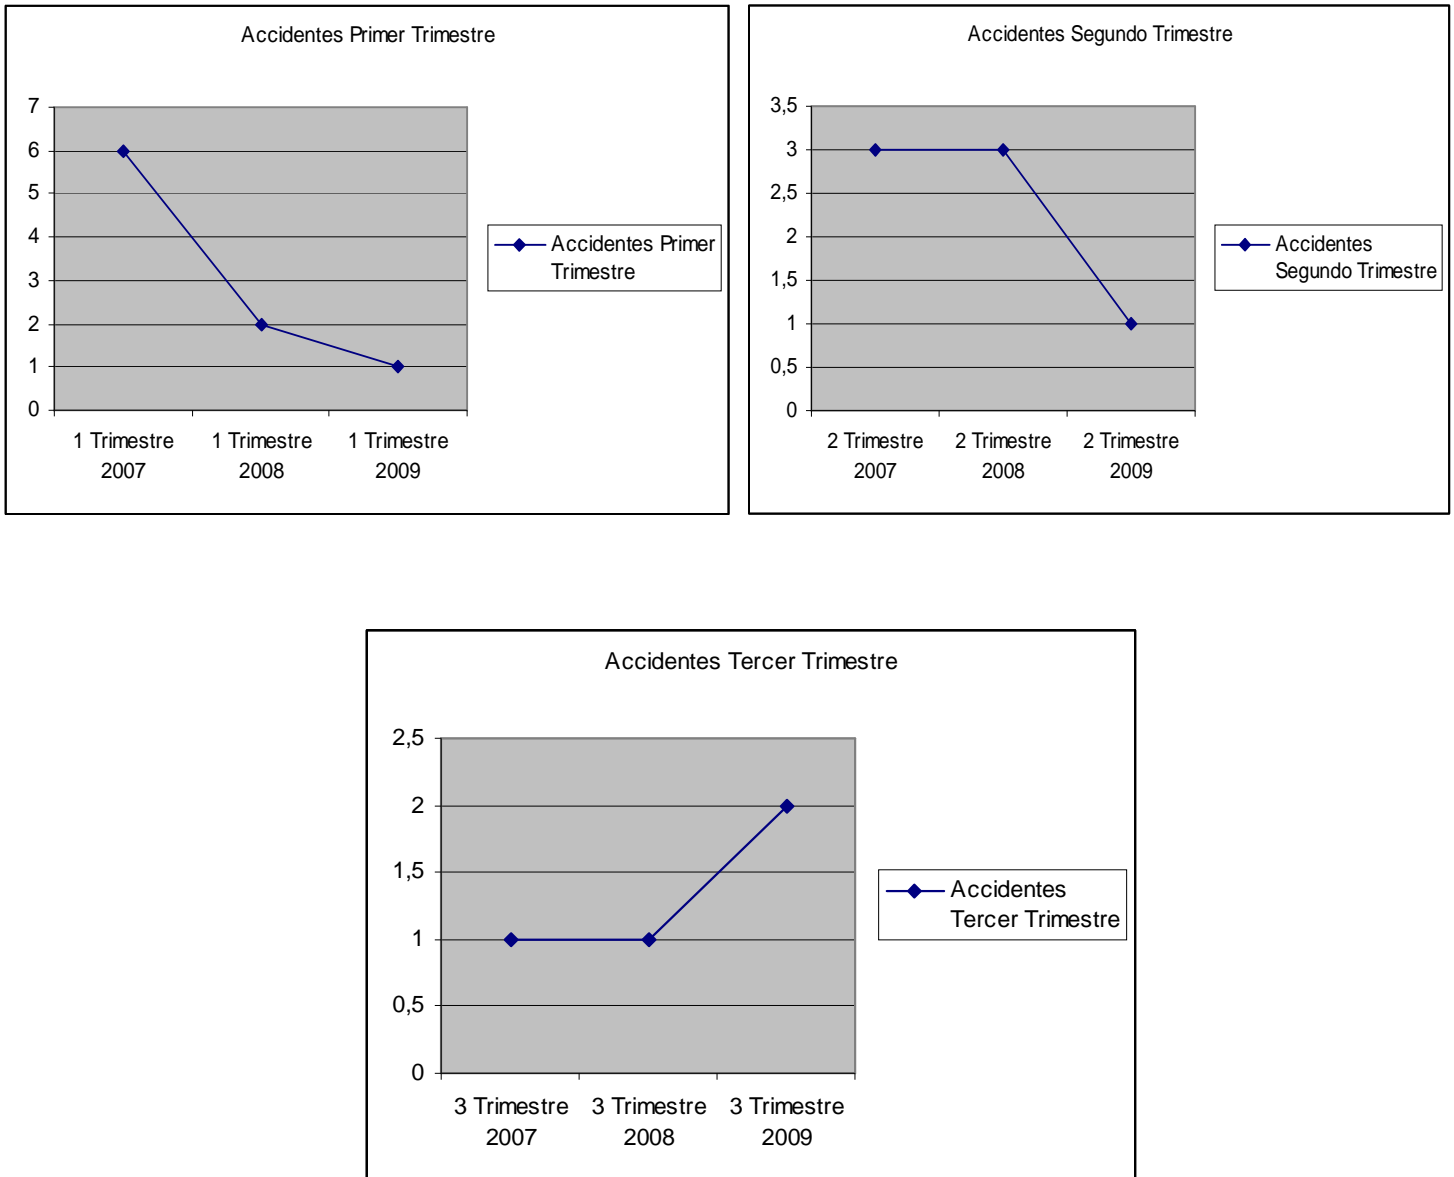 Accidentes Primer Trimestre
7
6
5
4
3
2
1
0
1 Trimestre 1 Trimestre 1 Trimestre
2007 2008 2009
Accidentes Primer
Trimestre
Accidentes Segundo Trimestre
3,5
3
2,5
2
1,5
1
0,5
0
2 Trimestre 2 Trimestre 2 Trimestre
2007 2008 2009
Accidentes
Segundo Trimestre
Accidentes Tercer Trimestre
2,5
2
1,5
1
0,5
0
3 Trimestre 3 Trimestre 3 Trimestre
2007 2008 2009
Accidentes
Tercer Trimestre